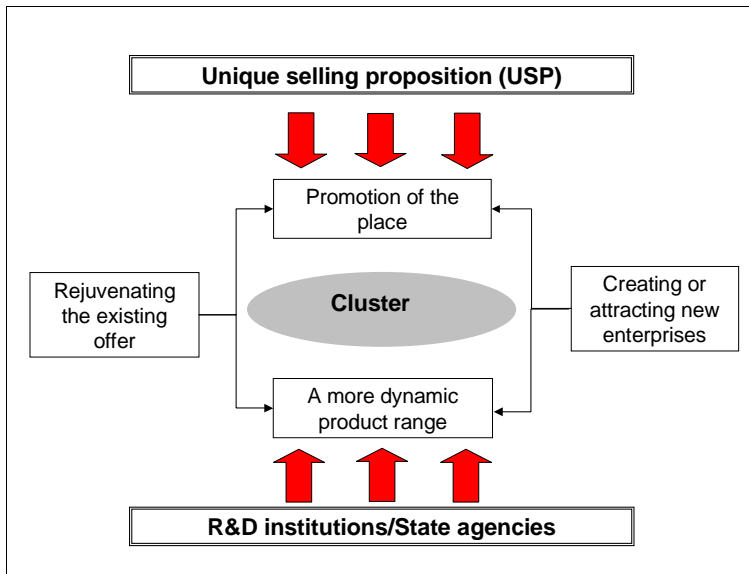 Unique selling proposition (USP)
Promotion of the
place
Rejuvenating
the existing
offer
Cluster
Creating or
attracting new
enterprises
A more dynamic
product range
R&D institutions/State agencies